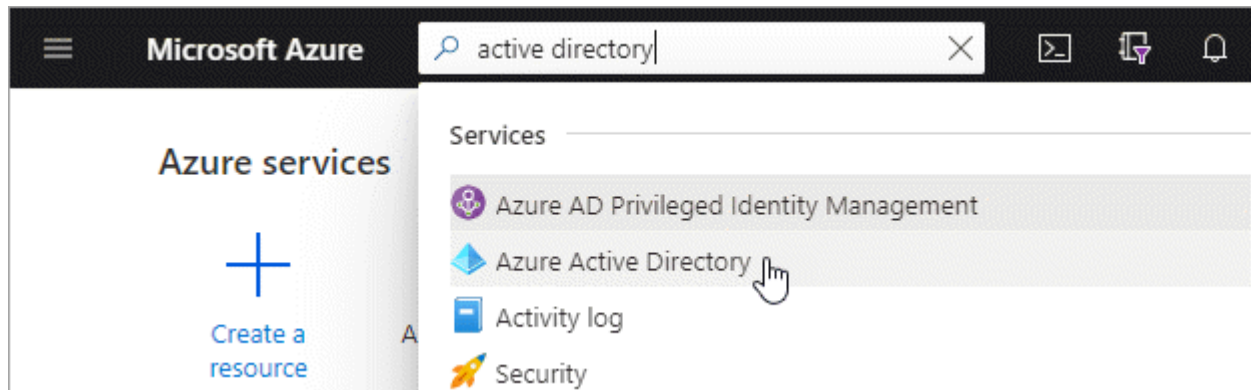 Microsoft Azure
active directory
Azure services
Services
Azure AD Privileged Identity Management
Azure Active Directory
Activity log
Security
Create a
resource
A